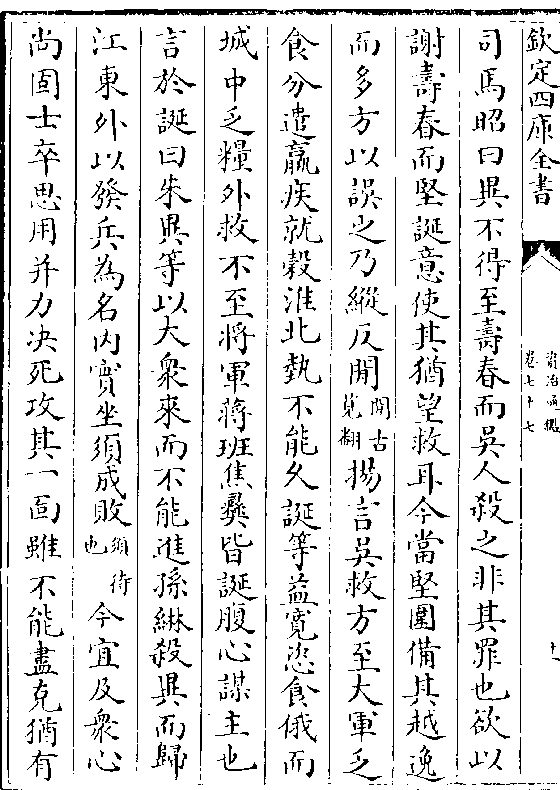 欽定四庫全書
資治通鑑
卷七十七
司馬昭曰異不得至壽春而吳人殺之非其罪也欲以
謝壽春而堅誕意使其猶望救耳今當堅圍備其越逸
而多方以誤之乃縱反間間古莧翻揚言吳救方至大軍乏
食分遣羸疾就穀淮北勢不能久誕等益寛恣食俄而
城中乏糧外救不至將軍蔣班焦彝皆誕腹心謀主也
言於誕曰朱異等以大衆來而不能進孫綝殺異而歸
江東外以發兵為名内實坐須成敗須待也今宜及衆心
尚固士卒思用并力决死攻其一面雖不能盡克猶有